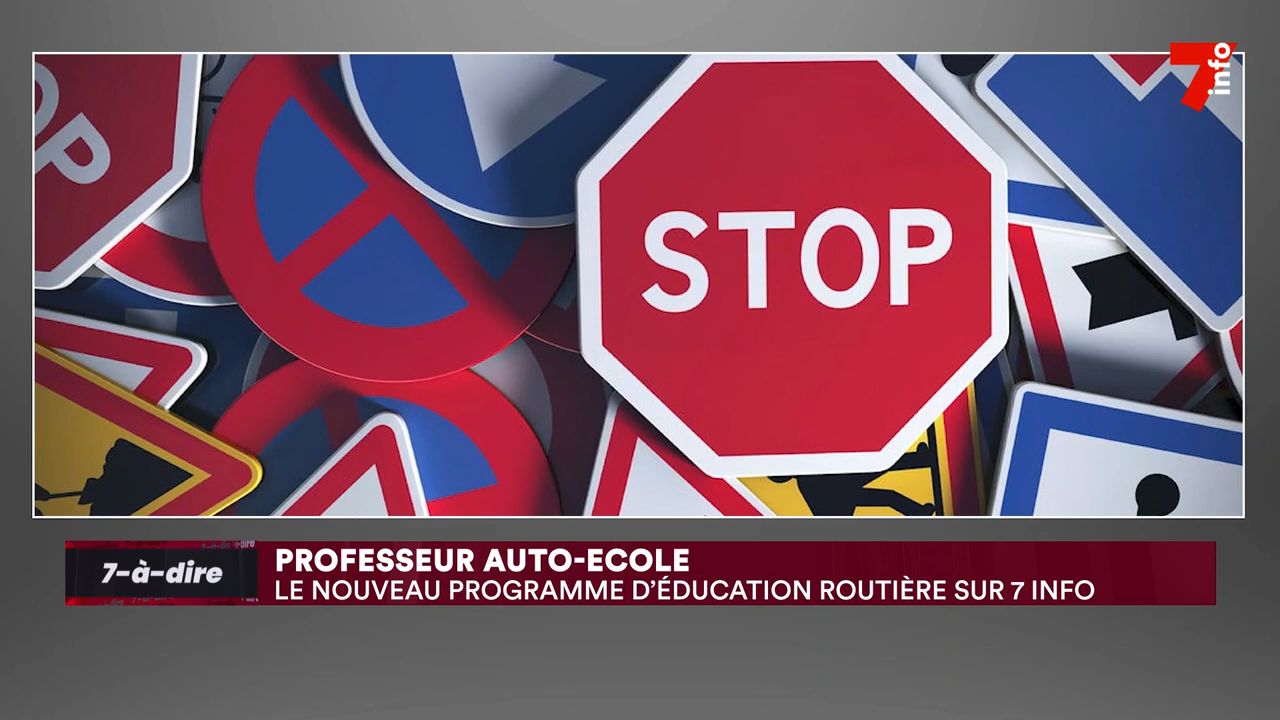 7 info
OP
STOP
7-à-dire
PROFESSEUR AUTO-ECOLE
LE NOUVEAU PROGRAMME D'ÉDUCATION ROUTIÈRE SUR 7 INFO